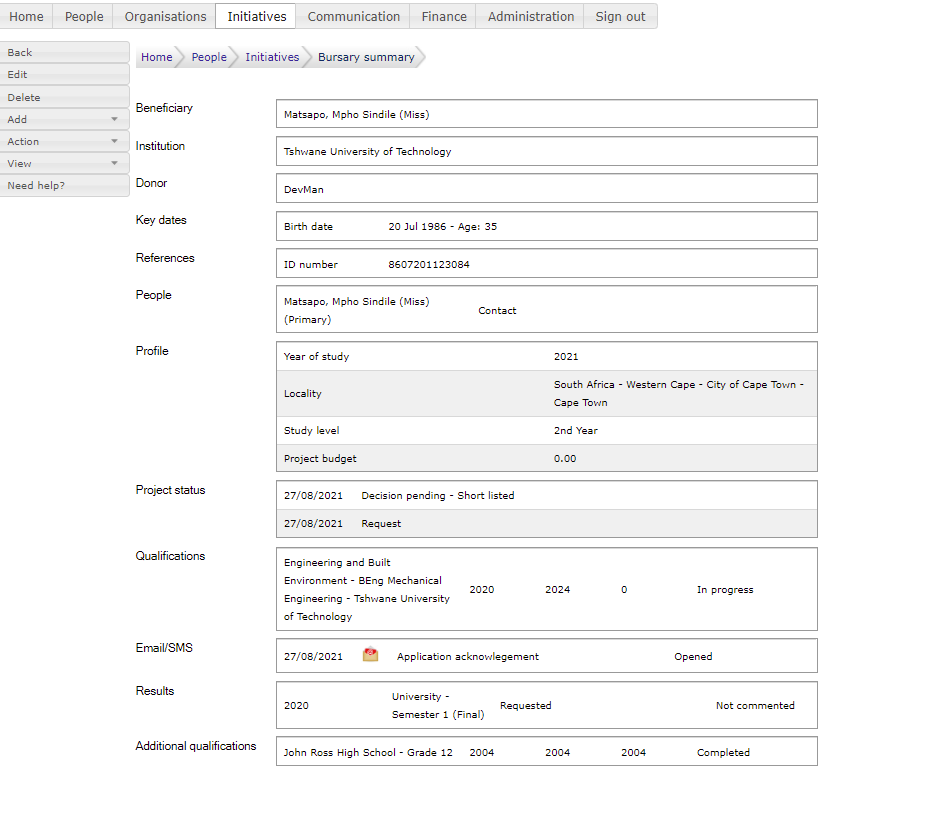 Home People Organisations Initiatives Communication Finance Administration Sign out
Back
Edit
Delete
Add
Action
View
Need help?
Home People Initiatives Bursary summary
Beneficiary
Matsapo, Mpho Sindile (Miss)
Institution
Tshwane University of Technology
Donor
DevMan
Key dates
Birth date 20 Jul 1986 - Age: 35
References
ID number 8607201123084
People
Matsapo, Mpho Sindile (Miss)
(Primary)
Contact
Profile
Year of study 2021
Locality
South Africa - Western Cape - City of Cape Town -
Cape Town
Study level 2nd Year
Project budget 0.00
Project status
27/08/2021 Decision pending - Short listed
27/08/2021 Request
Qualifications
Engineering and Built
Environment - BEng Mechanical
Engineering - Tshwane University
of Technology
2020 2024 0 In progress
Email/SMS
27/08/2021 Application acknowlegement Opened
Results
2020
University -
Semester 1 (Final)
Requested Not commented
Additional qualifications
John Ross High School - Grade 12 2004 2004 2004 Completed